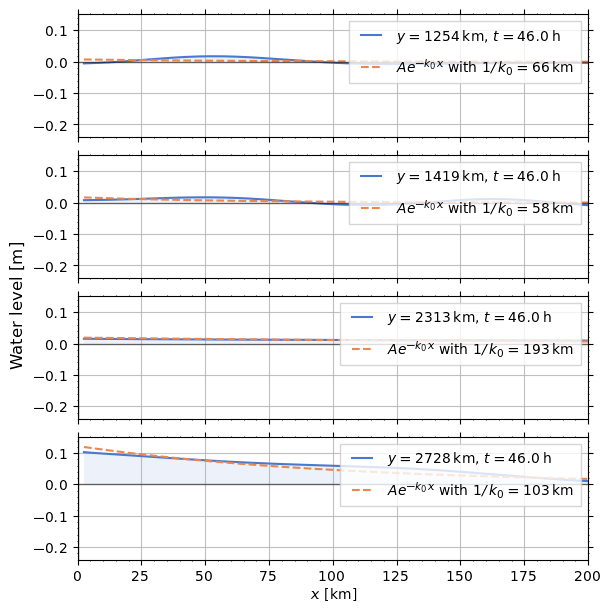 0.1
0.0
−0.1
−0.2
y = 1254 km, t = 46.0 h
Ae^{−k₀x} with 1/k₀ = 66 km
0.1
0.0
−0.1
−0.2
y = 1419 km, t = 46.0 h
Ae^{−k₀x} with 1/k₀ = 58 km
0.1
0.0
−0.1
−0.2
y = 2313 km, t = 46.0 h
Ae^{−k₀x} with 1/k₀ = 193 km
0.1
0.0
−0.1
−0.2
y = 2728 km, t = 46.0 h
Ae^{−k₀x} with 1/k₀ = 103 km
Water level [m]
0 25 50 75 100 125 150 175 200
x [km]